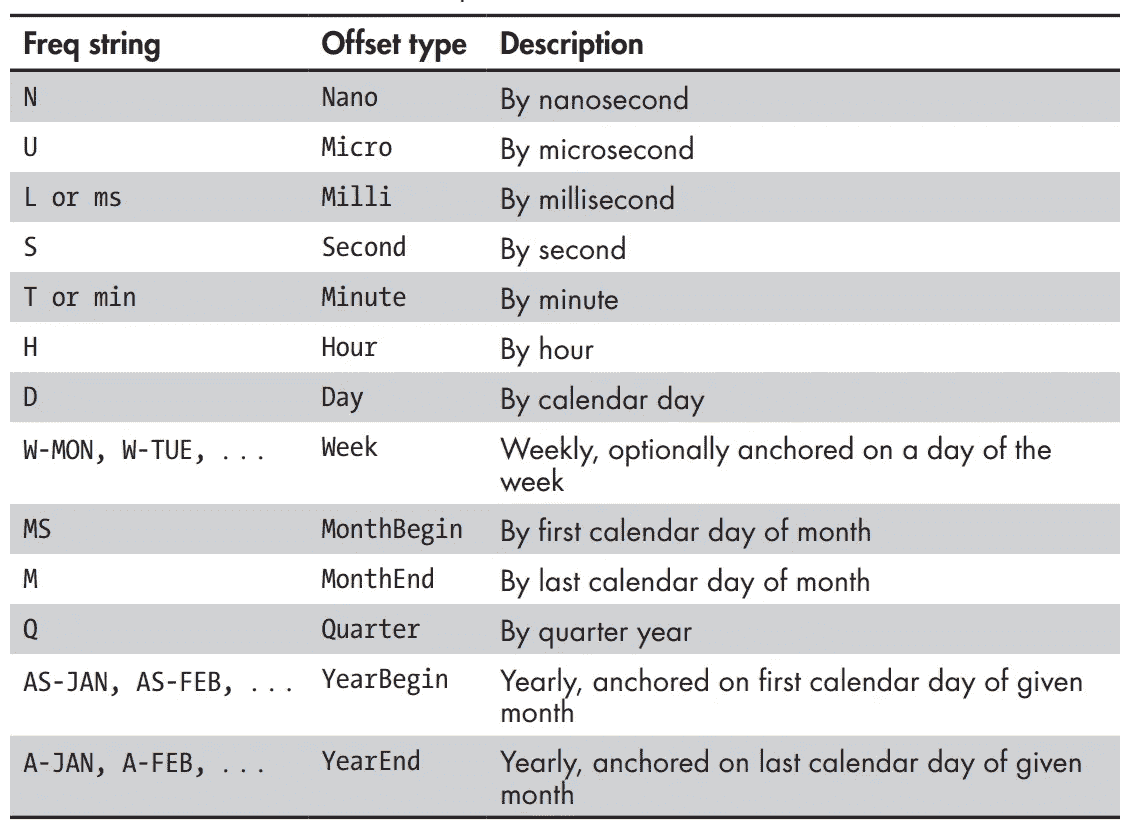 Freq string Offset type Description
N Nano By nanosecond
U Micro By microsecond
L or ms Milli By millisecond
S Second By second
T or min Minute By minute
H Hour By hour
D Day By calendar day
W-MON, W-TUE, ... Week Weekly, optionally anchored on a day of the
week
MS MonthBegin By first calendar day of month
M MonthEnd By last calendar day of month
Q Quarter By quarter year
AS-JAN, AS-FEB, ... YearBegin Yearly, anchored on first calendar day of given
month
A-JAN, A-FEB, ... YearEnd Yearly, anchored on last calendar day of given
month